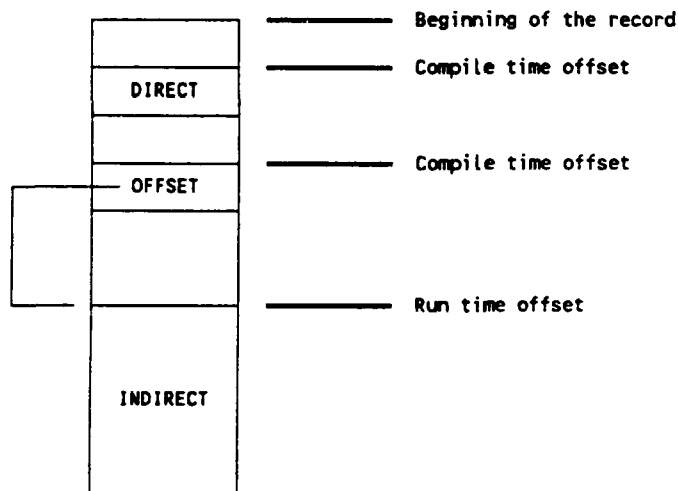 Beginning of the record
Compile time offset
DIRECT
Compile time offset
OFFSET
Run time offset
INDIRECT